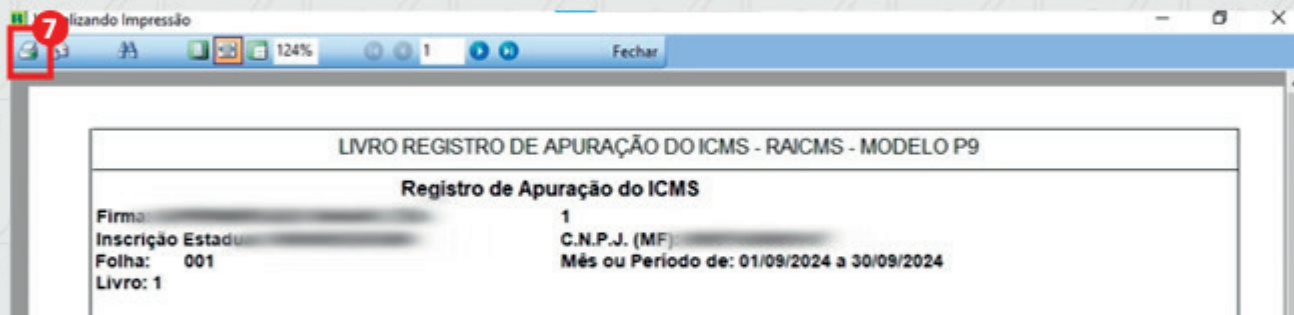 7
lizando Impressão
124%
1
Fechar
LIVRO REGISTRO DE APURAÇÃO DO ICMS - RAICMS - MODELO P9
Registro de Apuração do ICMS
Firma 1
Inscrição Estadu C.N.P.J. (MF):
Folha: 001 Mês ou Período de: 01/09/2024 a 30/09/2024
Livro: 1